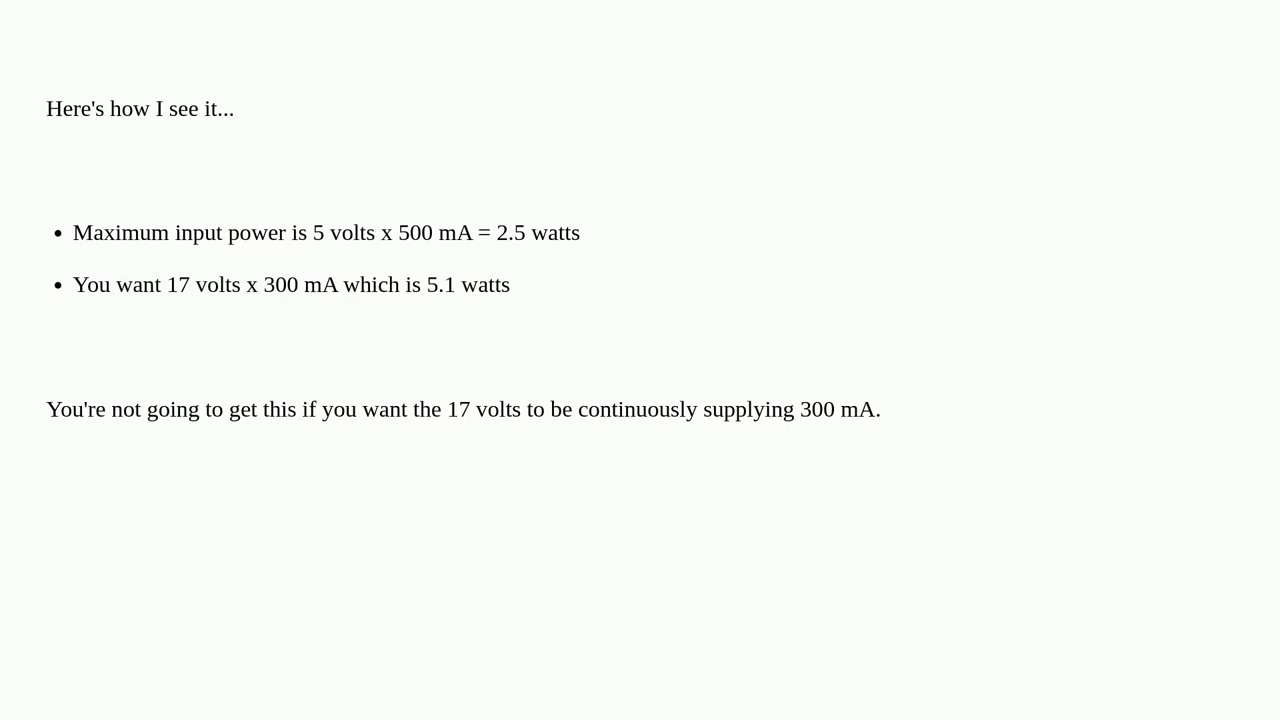 Here's how I see it...
• Maximum input power is 5 volts x 500 mA = 2.5 watts
• You want 17 volts x 300 mA which is 5.1 watts
You're not going to get this if you want the 17 volts to be continuously supplying 300 mA.